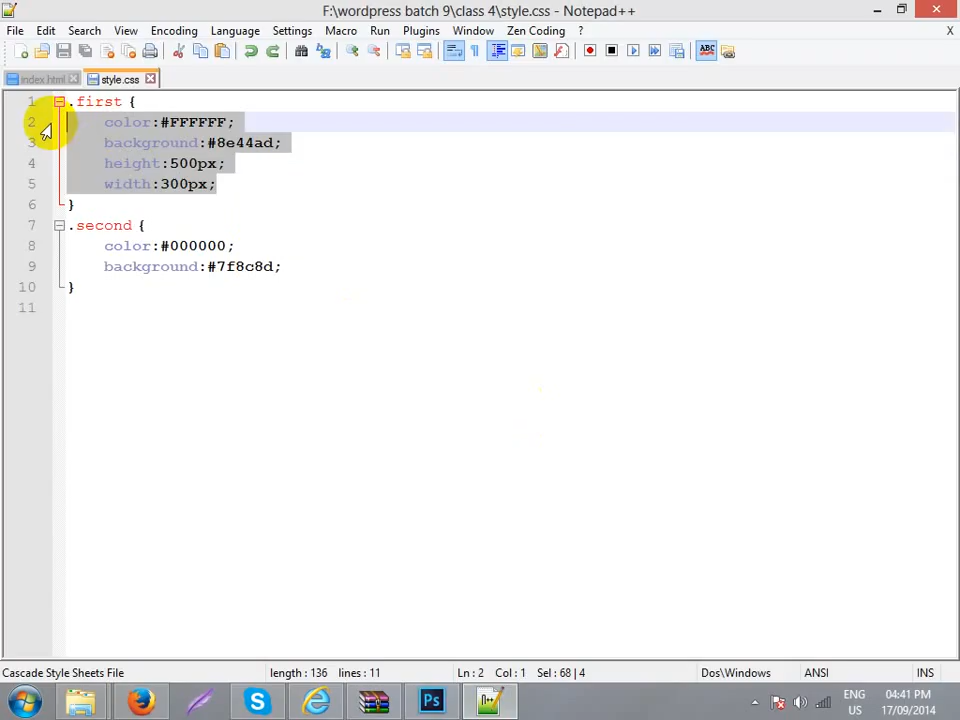 F:\wordpress batch 9\class 4\style.css - Notepad++
File Edit Search View Encoding Language Settings Macro Run Plugins Window Zen Coding ? X
index.html style.css
1 .first {
2 color:#FFFFFF;
3 background:#8e44ad;
4 height:500px;
5 width:300px;
6 }
7 .second {
8 color:#000000;
9 background:#7f8c8d;
10 }
11
Cascade Style Sheets File length : 136 lines : 11 Ln : 2 Col : 1 Sel : 68 | 4 Dos\Windows ANSI INS
ENG 04:41 PM
US 17/09/2014